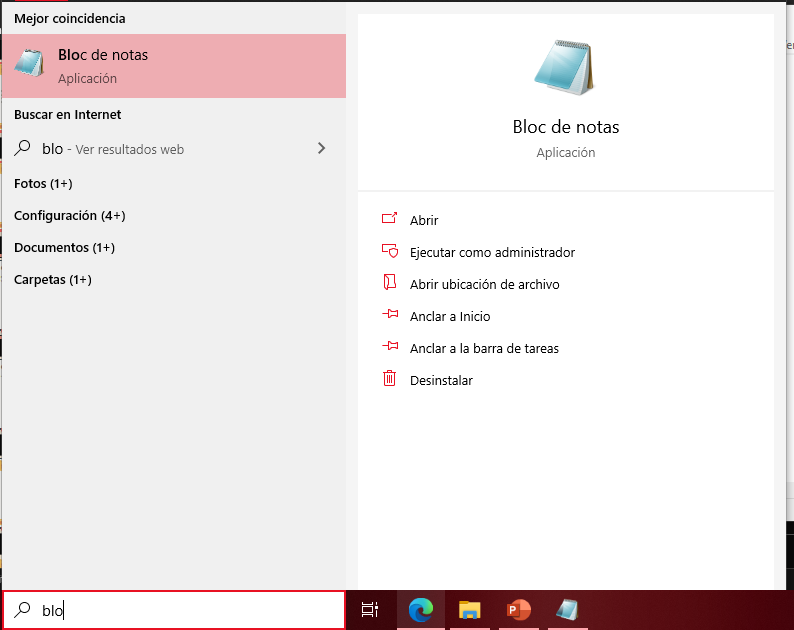 Mejor coincidencia
Bloc de notas
Aplicación
Buscar en Internet
blo - Ver resultados web
Fotos (1+)
Configuración (4+)
Documentos (1+)
Carpetas (1+)
Bloc de notas
Aplicación
Abrir
Ejecutar como administrador
Abrir ubicación de archivo
Anclar a Inicio
Anclar a la barra de tareas
Desinstalar
blo
P